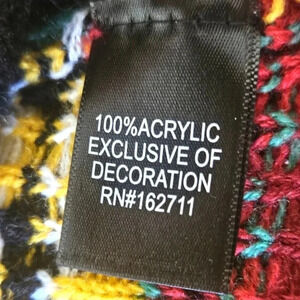 100%ACRYLIC
EXCLUSIVE OF
DECORATION
RN#162711